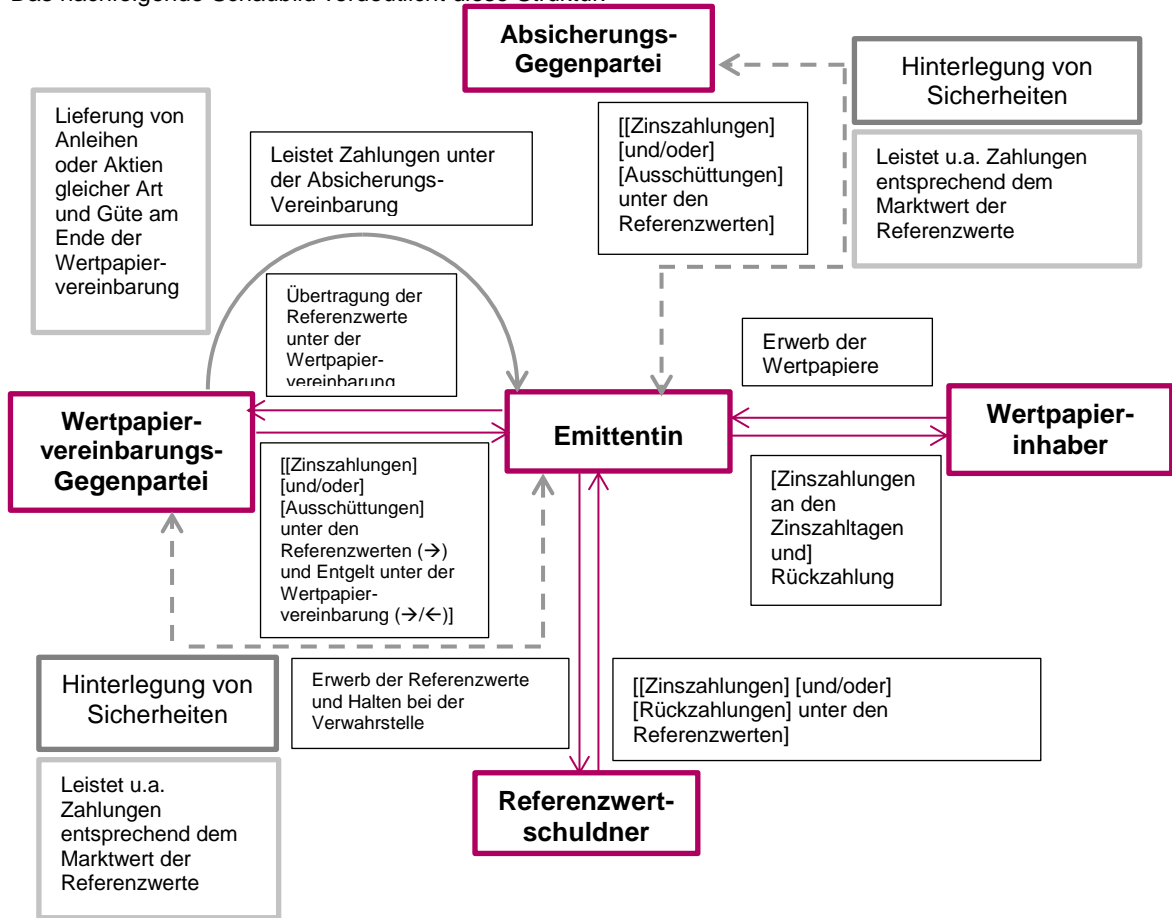 Absicherungs-
Gegenpartei
Hinterlegung von
Sicherheiten
Leistet u.a. Zahlungen
entsprechend dem
Marktwert der
Referenzwerte
Lieferung von
Anleihen
oder Aktien
gleicher Art
und Güte am
Ende der
Wertpapier-
vereinbarung
Leistet Zahlungen unter
der Absicherungs-
Vereinbarung
[[Zinszahlungen]
[und/oder]
[Ausschüttungen]
unter den
Referenzwerten]
Übertragung der
Referenzwerte
unter der
Wertpapier-
vereinbarung
Erwerb der
Wertpapiere
Wertpapier-
vereinbarungs-
Gegenpartei
Emittentin
Wertpapier-
inhaber
[[Zinszahlungen]
[und/oder]
[Ausschüttungen]
unter den
Referenzwerten (→)
und Entgelt unter der
Wertpapier-
vereinbarung (→/←)]
[Zinszahlungen
an den
Zinszahltagen
und]
Rückzahlung
Hinterlegung von
Sicherheiten
Leistet u.a.
Zahlungen
entsprechend dem
Marktwert der
Referenzwerte
Erwerb der Referenzwerte
und Halten bei der
Verwahrstelle
[[Zinszahlungen] [und/oder]
[Rückzahlungen] unter den
Referenzwerten]
Referenzwert-
schuldner